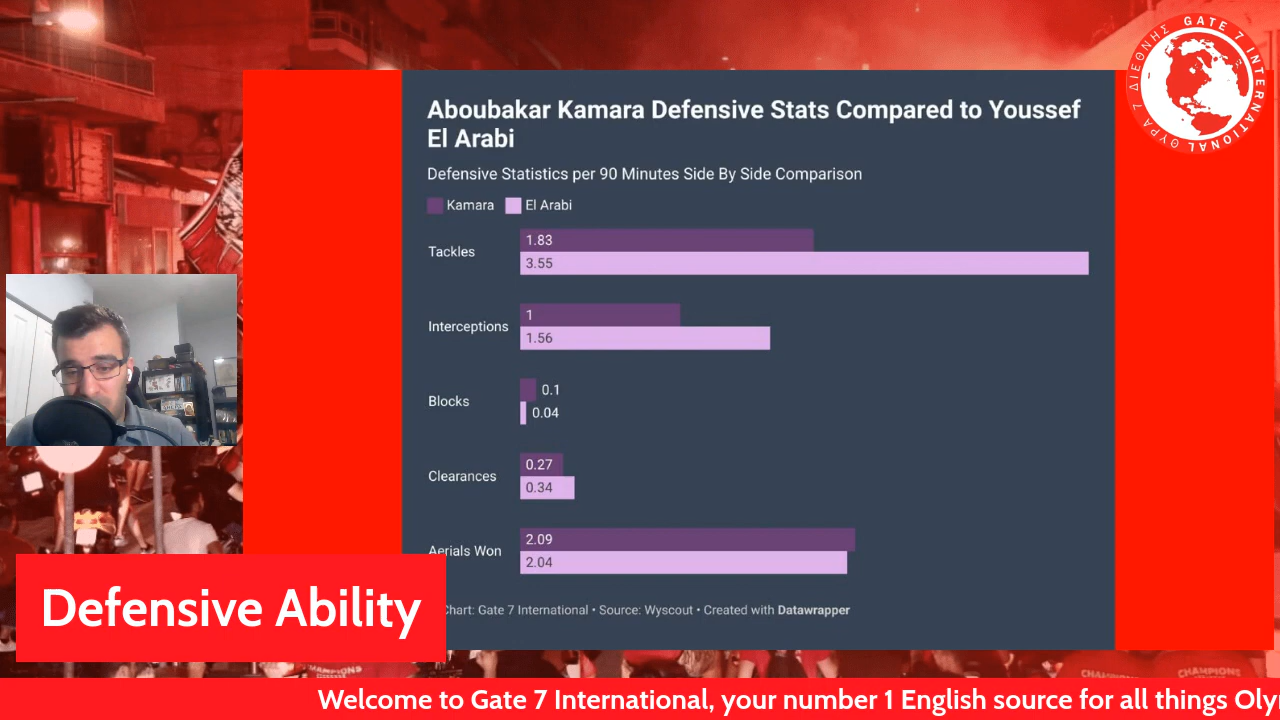 ΘΥΡΑ 7 ΔΙΕΘΝΗΣ GATE 7 INTERNATIONAL
Aboubakar Kamara Defensive Stats Compared to Youssef
El Arabi
Defensive Statistics per 90 Minutes Side By Side Comparison
Kamara El Arabi
Tackles
1.83
3.55
Interceptions
1
1.56
Blocks
0.1
0.04
Clearances
0.27
0.34
Aerials Won
2.09
2.04
Chart: Gate 7 International • Source: Wyscout • Created with Datawrapper
Defensive Ability
CHAMPIONS
Welcome to Gate 7 International, your number 1 English source for all things Oly